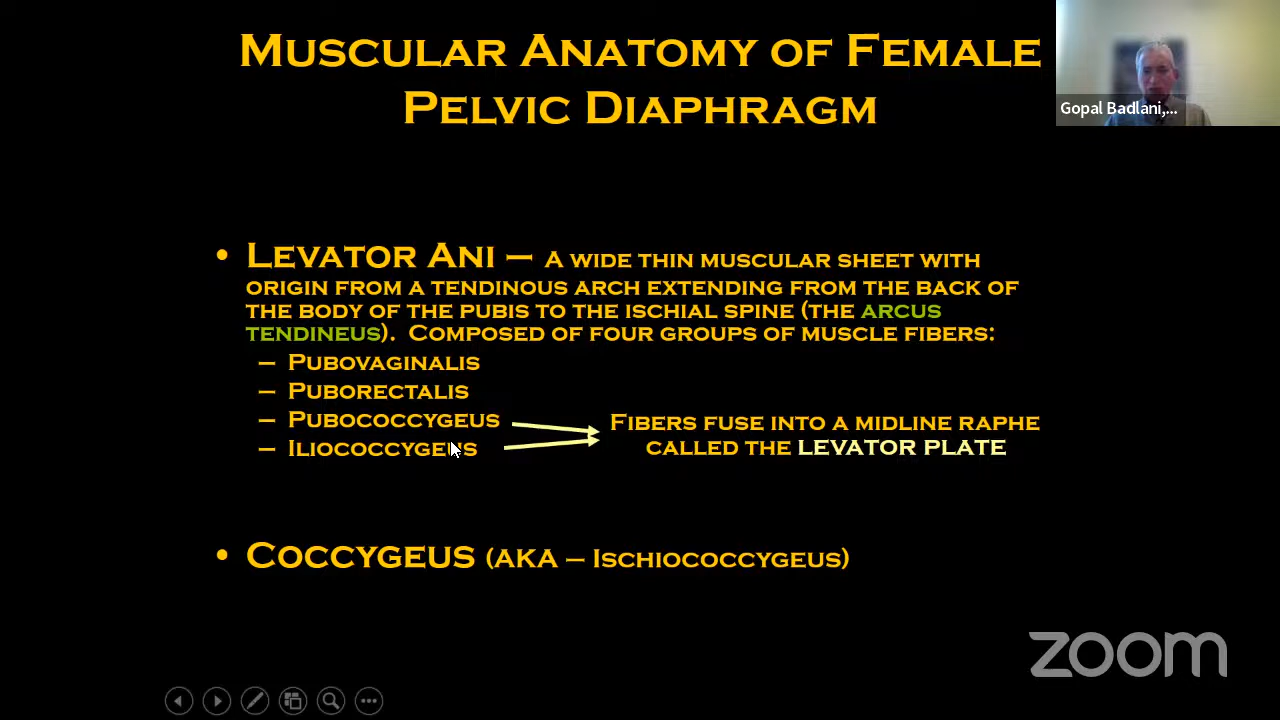 MUSCULAR ANATOMY OF FEMALE
PELVIC DIAPHRAGM
Gopal Badlani,...
• LEVATOR ANI – A WIDE THIN MUSCULAR SHEET WITH
ORIGIN FROM A TENDINOUS ARCH EXTENDING FROM THE BACK OF
THE BODY OF THE PUBIS TO THE ISCHIAL SPINE (THE ARCUS
TENDINEUS). COMPOSED OF FOUR GROUPS OF MUSCLE FIBERS:
– PUBOVAGINALIS
– PUBORECTALIS
– PUBOCOCCYGEUS
– ILIOCOCCYGEUS
FIBERS FUSE INTO A MIDLINE RAPHE
CALLED THE LEVATOR PLATE
• COCCYGEUS (AKA – ISCHIOCOCCYGEUS)
zoom